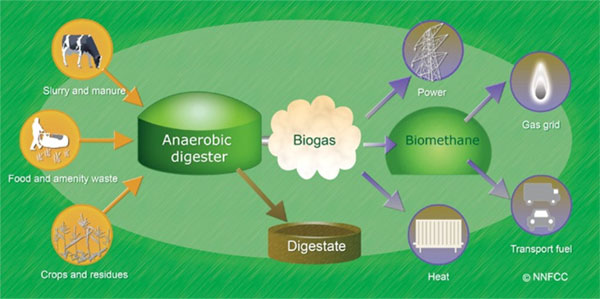 Slurry and manure
Food and amenity waste
Crops and residues
Anaerobic
digester
Biogas
Digestate
Power
Biomethane
Heat
Gas grid
Transport fuel
© NNFCC